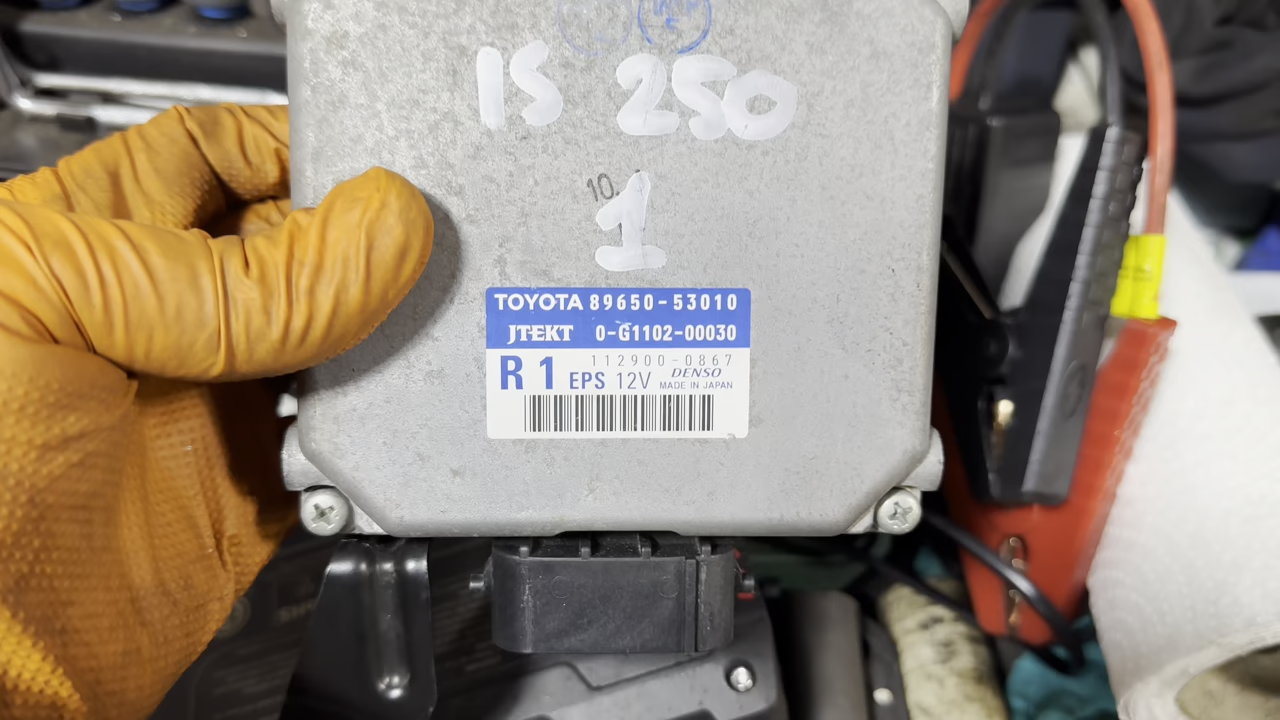 IS 250
10.
1
TOYOTA 89650-53010
JTEKT 0-G1102-00030
R1 EPS 12V 112900-0867
DENSO
MADE IN JAPAN